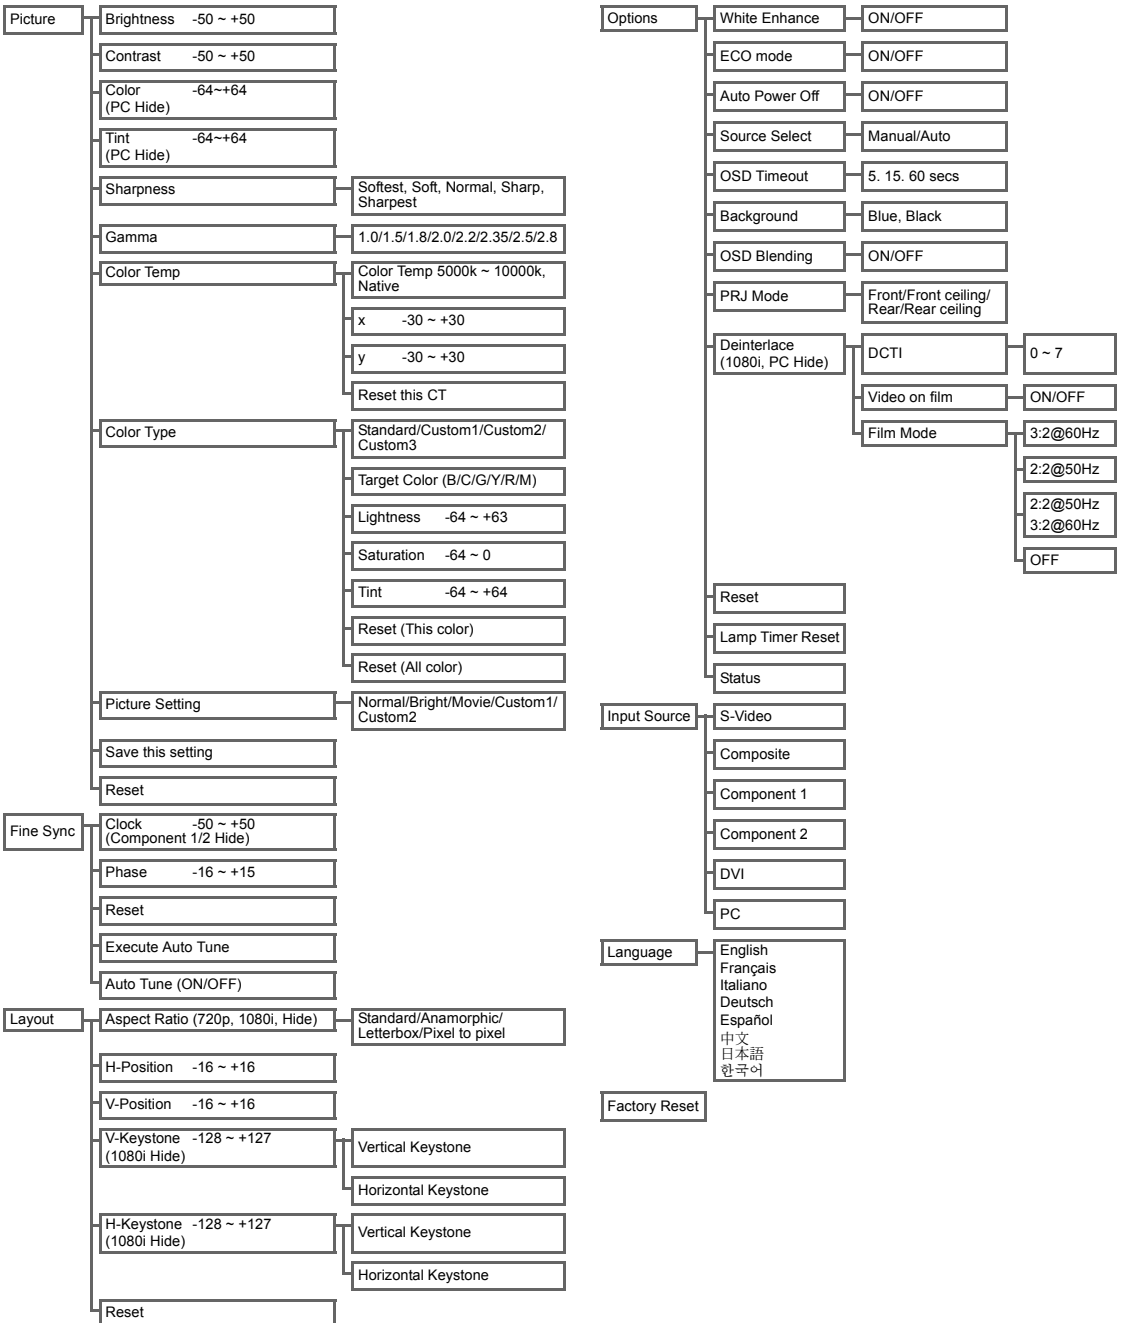 Picture
Brightness -50 ~ +50
Contrast -50 ~ +50
Color -64~+64
(PC Hide)
Tint -64~+64
(PC Hide)
Sharpness
Softest, Soft, Normal, Sharp,
Sharpest
Gamma
1.0/1.5/1.8/2.0/2.2/2.35/2.5/2.8
Color Temp
Color Temp 5000k ~ 10000k,
Native
x -30 ~ +30
y -30 ~ +30
Reset this CT
Color Type
Standard/Custom1/Custom2/
Custom3
Target Color (B/C/G/Y/R/M)
Lightness -64 ~ +63
Saturation -64 ~ 0
Tint -64 ~ +64
Reset (This color)
Reset (All color)
Picture Setting
Normal/Bright/Movie/Custom1/
Custom2
Save this setting
Reset
Fine Sync
Clock -50 ~ +50
(Component 1/2 Hide)
Phase -16 ~ +15
Reset
Execute Auto Tune
Auto Tune (ON/OFF)
Layout
Aspect Ratio (720p, 1080i, Hide)
Standard/Anamorphic/
Letterbox/Pixel to pixel
H-Position -16 ~ +16
V-Position -16 ~ +16
V-Keystone -128 ~ +127
(1080i Hide)
Vertical Keystone
Horizontal Keystone
H-Keystone -128 ~ +127
(1080i Hide)
Vertical Keystone
Horizontal Keystone
Reset
Options
White Enhance
ON/OFF
ECO mode
ON/OFF
Auto Power Off
ON/OFF
Source Select
Manual/Auto
OSD Timeout
5. 15. 60 secs
Background
Blue, Black
OSD Blending
ON/OFF
PRJ Mode
Front/Front ceiling/
Rear/Rear ceiling
Deinterlace
(1080i, PC Hide)
DCTI
0 ~ 7
Video on film
ON/OFF
Film Mode
3:2@60Hz
2:2@50Hz
2:2@50Hz
3:2@60Hz
OFF
Reset
Lamp Timer Reset
Status
Input Source
S-Video
Composite
Component 1
Component 2
DVI
PC
Language
English
Français
Italiano
Deutsch
Español
中文
日本語
한국어
Factory Reset